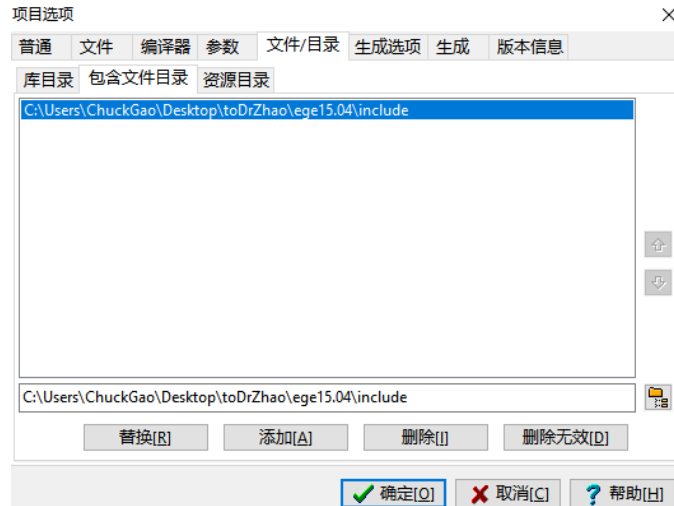 项目选项
普通 文件 编译器 参数 文件/目录 生成选项 生成 版本信息
库目录 包含文件目录 资源目录
C:\Users\ChuckGao\Desktop\toDrZhao\ege15.04\include
C:\Users\ChuckGao\Desktop\toDrZhao\ege15.04\include
替换[R] 添加[A] 删除[I] 删除无效[D]
确定[O] 取消[C] 帮助[H]